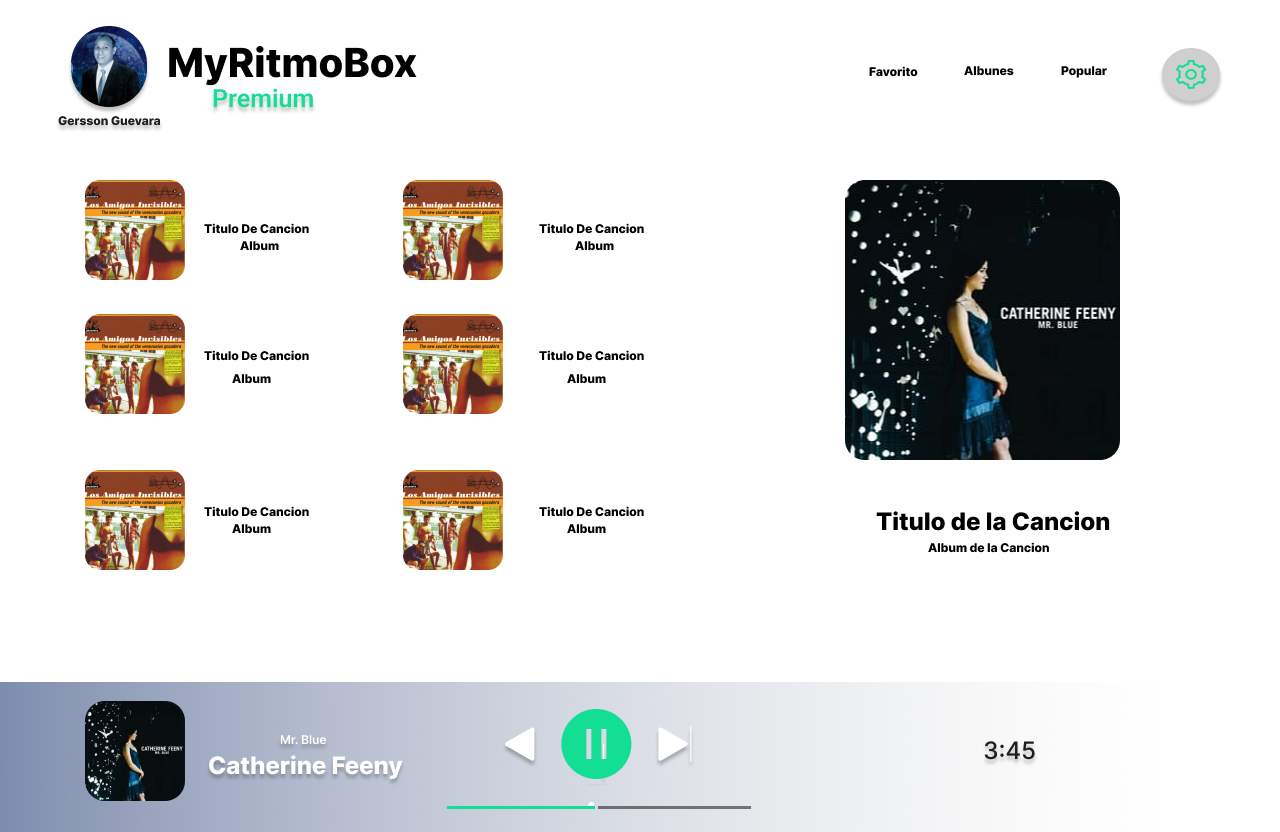 MyRitmoBox
Premium
Gersson Guevara
Favorito
Albunes
Popular
Los Amigos Invisibles
The new sound of the venezuelan gozadera
Titulo De Cancion
Album
Los Amigos Invisibles
The new sound of the venezuelan gozadera
Titulo De Cancion
Album
Los Amigos Invisibles
The new sound of the venezuelan gozadera
Titulo De Cancion
Album
Los Amigos Invisibles
The new sound of the venezuelan gozadera
Titulo De Cancion
Album
Los Amigos Invisibles
The new sound of the venezuelan gozadera
Titulo De Cancion
Album
Los Amigos Invisibles
The new sound of the venezuelan gozadera
Titulo De Cancion
Album
CATHERINE FEENY
MR. BLUE
Titulo de la Cancion
Album de la Cancion
CATHERINE FEENY
MR. BLUE
Mr. Blue
Catherine Feeny
3:45